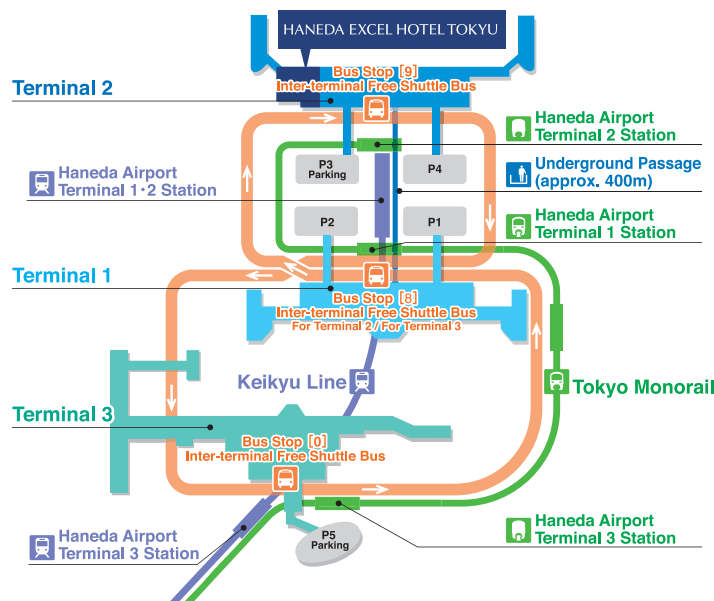 HANEDA EXCEL HOTEL TOKYU
Bus Stop [9]
Inter-terminal Free Shuttle Bus
Terminal 2
Haneda Airport
Terminal 2 Station
P3
Parking
P4
Haneda Airport
Terminal 1・2 Station
Underground Passage
(approx. 400m)
P2
P1
Haneda Airport
Terminal 1 Station
Terminal 1
Bus Stop [8]
Inter-terminal Free Shuttle Bus
For Terminal 2 / For Terminal 3
Keikyu Line
Tokyo Monorail
Terminal 3
Bus Stop [0]
Inter-terminal Free Shuttle Bus
Haneda Airport
Terminal 3 Station
P5
Parking
Haneda Airport
Terminal 3 Station